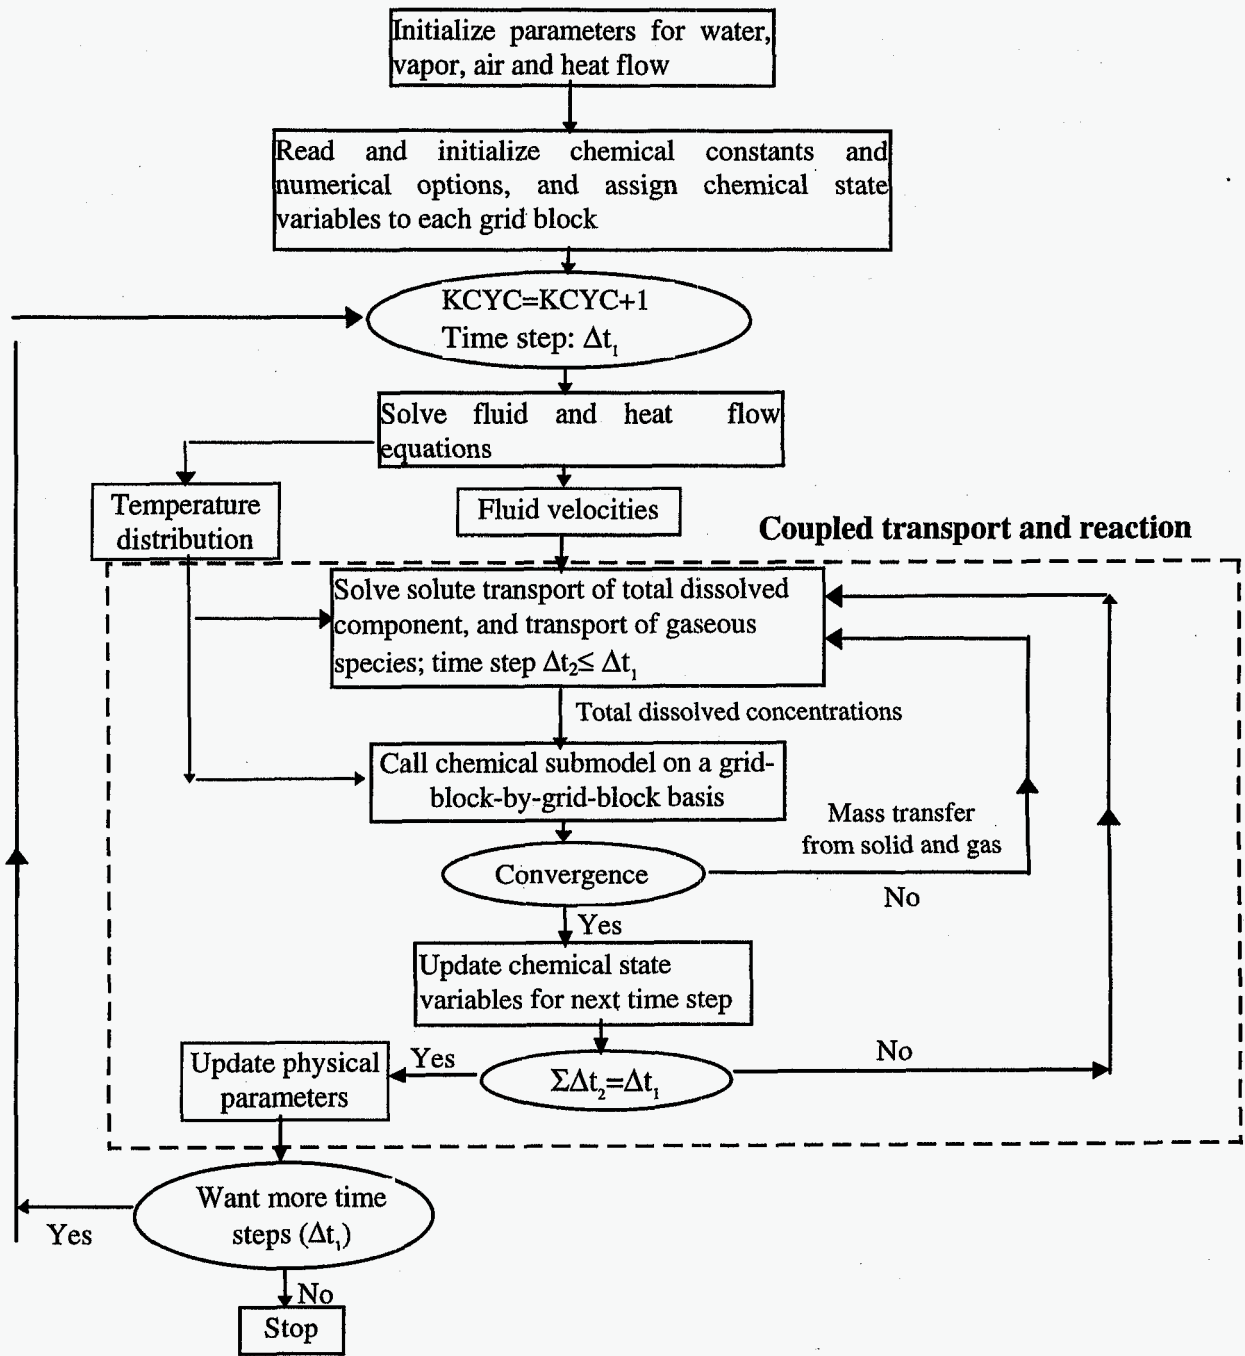 Initialize parameters for water,
vapor, air and heat flow
Read and initialize chemical constants and
numerical options, and assign chemical state
variables to each grid block
KCYC=KCYC+1
Time step: Δt₁
Solve fluid and heat flow
equations
Temperature
distribution
Fluid velocities
Coupled transport and reaction
Solve solute transport of total dissolved
component, and transport of gaseous
species; time step Δt₂≤ Δt₁
Total dissolved concentrations
Call chemical submodel on a grid-
block-by-grid-block basis
Mass transfer
from solid and gas
Convergence
No
Yes
Update chemical state
variables for next time step
Update physical
parameters
Yes
ΣΔt₂=Δt₁
No
Want more time
steps (Δt₁)
Yes
No
Stop